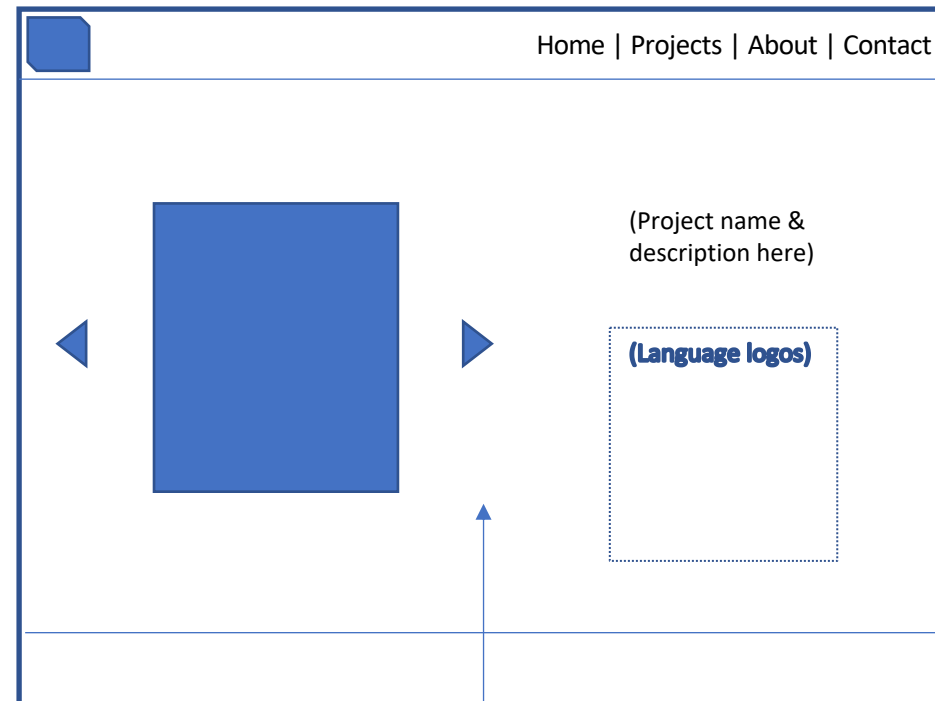 Home | Projects | About | Contact
(Project name &
description here)
(Language logos)